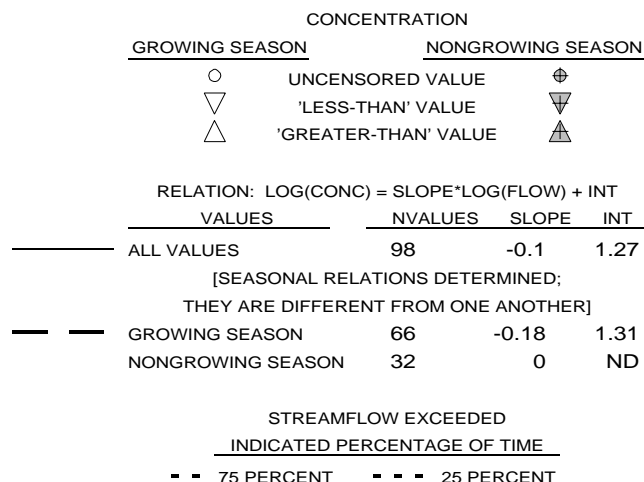 CONCENTRATION
GROWING SEASON NONGROWING SEASON
UNCENSORED VALUE
'LESS-THAN' VALUE
'GREATER-THAN' VALUE
RELATION: LOG(CONC) = SLOPE*LOG(FLOW) + INT
VALUES NVALUES SLOPE INT
ALL VALUES 98 -0.1 1.27
[SEASONAL RELATIONS DETERMINED;
THEY ARE DIFFERENT FROM ONE ANOTHER]
GROWING SEASON 66 -0.18 1.31
NONGROWING SEASON 32 0 ND
STREAMFLOW EXCEEDED
INDICATED PERCENTAGE OF TIME
75 PERCENT 25 PERCENT